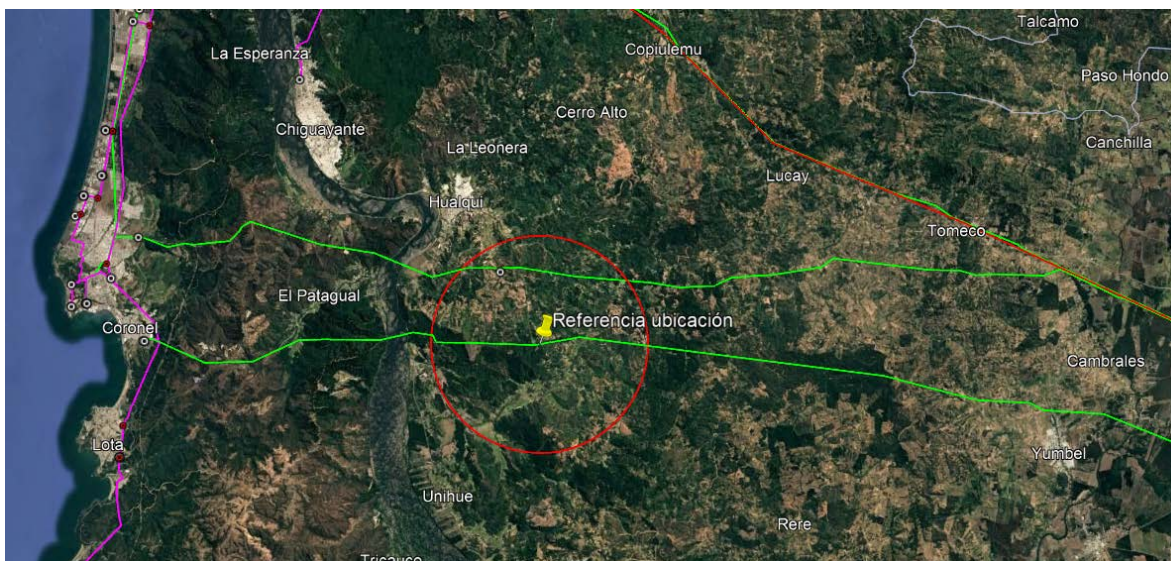 Talcamo
La Esperanza
Copiulemu
Paso Hondo
Cerro Alto
Chiguayante
Canchilla
La Leonera
Lucay
Hualqui
Tomeco
El Patagual
Referencia ubicación
Coronel
Cambrales
Lota
Yumbel
Unihue
Rere